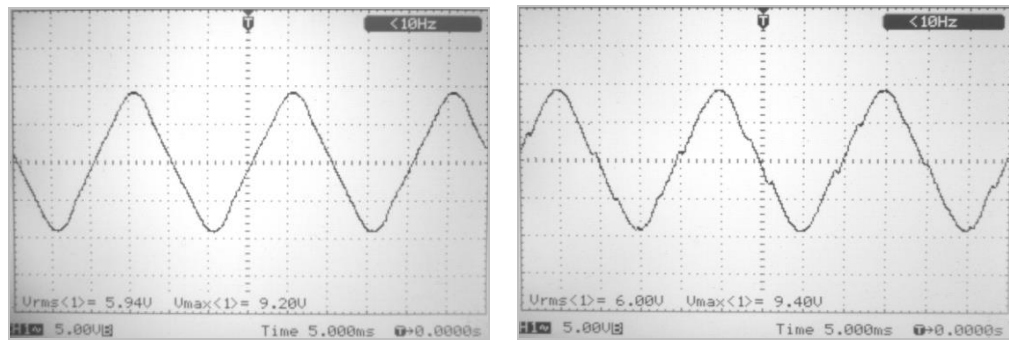 T
<10Hz
Vrms<1>= 5.94V Vmax<1>= 9.20V
5.00V Time 5.000ms T→0.0000s
T
<10Hz
Vrms<1>= 6.00V Vmax<1>= 9.40V
5.00V Time 5.000ms T→0.0000s